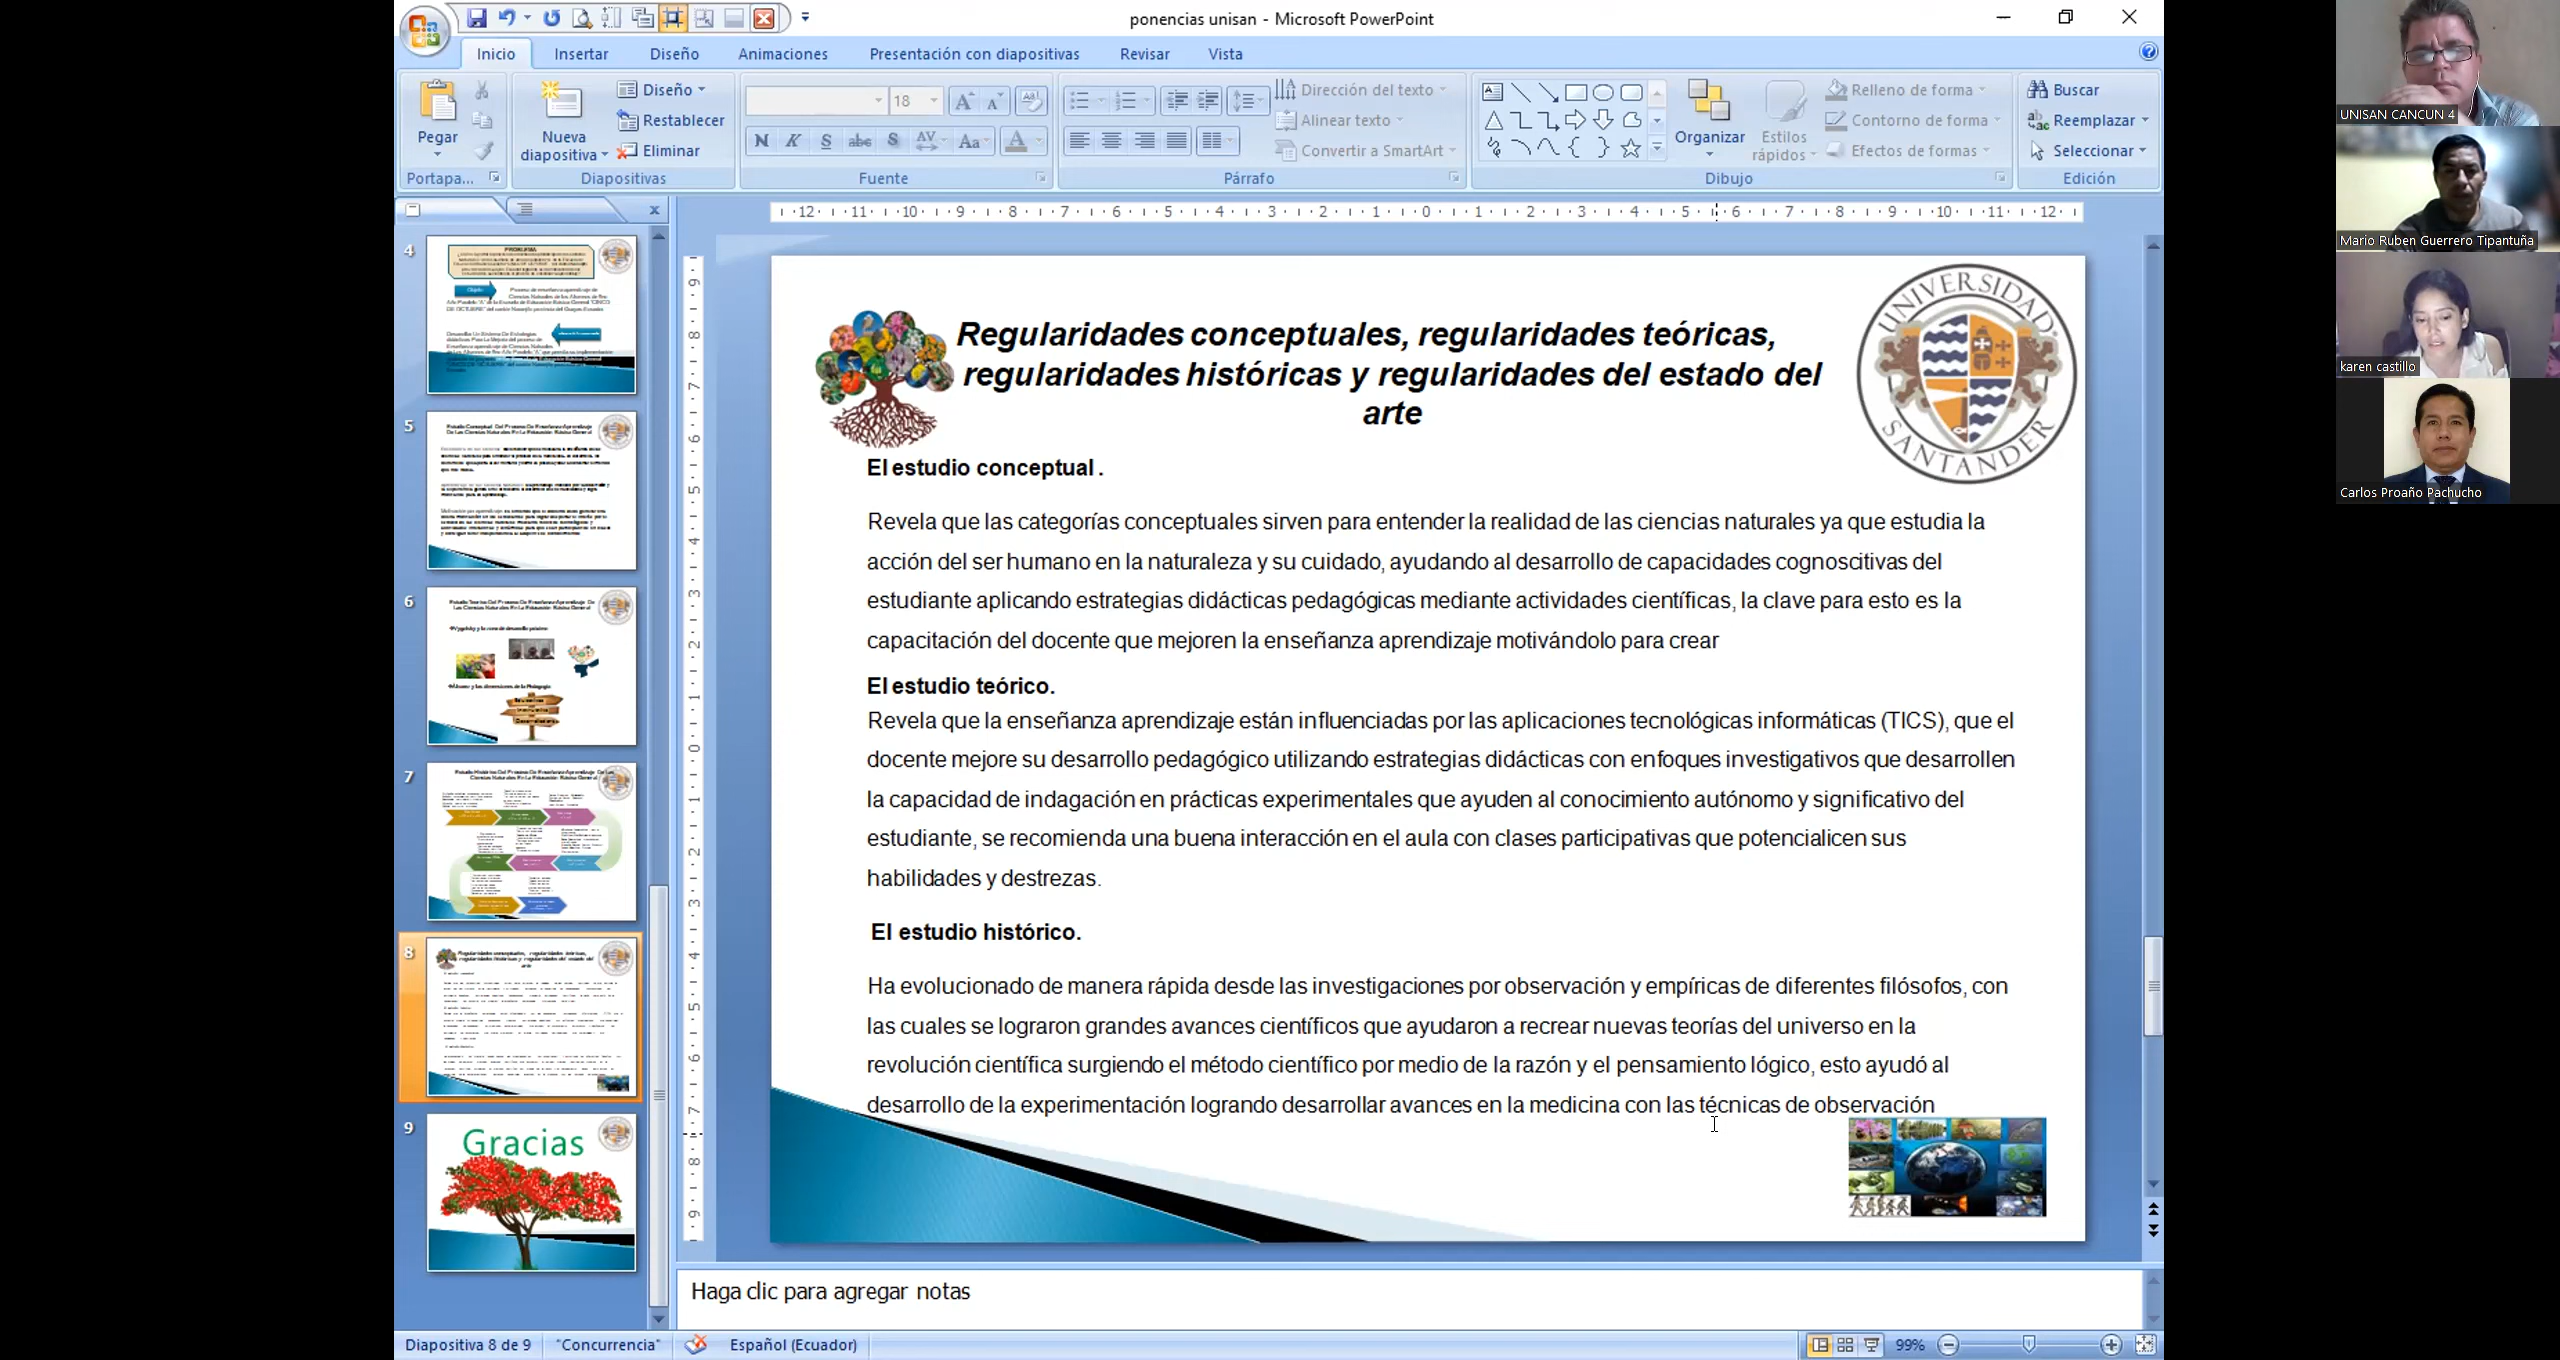 ponencias unisan - Microsoft PowerPoint
Inicio
Insertar
Diseño
Animaciones
Presentación con diapositivas
Revisar
Vista
Pegar
Portapa...
Nueva
diapositiva
Diseño
Restablecer
Eliminar
Diapositivas
18
Fuente
Dirección del texto
Alinear texto
Convertir a SmartArt
Párrafo
Organizar
Estilos
rápidos
Relleno de forma
Contorno de forma
Efectos de formas
Dibujo
Buscar
Reemplazar
Seleccionar
Edición
4
PROBLEMA
5
6
7
8
9
Gracias
Regularidades conceptuales, regularidades teóricas,
regularidades históricas y regularidades del estado del
arte
UNIVERSIDAD
SANTANDER
El estudio conceptual .
Revela que las categorías conceptuales sirven para entender la realidad de las ciencias naturales ya que estudia la
acción del ser humano en la naturaleza y su cuidado, ayudando al desarrollo de capacidades cognoscitivas del
estudiante aplicando estrategias didácticas pedagógicas mediante actividades científicas, la clave para esto es la
capacitación del docente que mejoren la enseñanza aprendizaje motivándolo para crear
El estudio teórico.
Revela que la enseñanza aprendizaje están influenciadas por las aplicaciones tecnológicas informáticas (TICS), que el
docente mejore su desarrollo pedagógico utilizando estrategias didácticas con enfoques investigativos que desarrollen
la capacidad de indagación en prácticas experimentales que ayuden al conocimiento autónomo y significativo del
estudiante, se recomienda una buena interacción en el aula con clases participativas que potencialicen sus
habilidades y destrezas.
El estudio histórico.
Ha evolucionado de manera rápida desde las investigaciones por observación y empíricas de diferentes filósofos, con
las cuales se lograron grandes avances científicos que ayudaron a recrear nuevas teorías del universo en la
revolución científica surgiendo el método científico por medio de la razón y el pensamiento lógico, esto ayudó al
desarrollo de la experimentación logrando desarrollar avances en la medicina con las técnicas de observación
Haga clic para agregar notas
Diapositiva 8 de 9
"Concurrencia"
Español (Ecuador)
99%
UNISAN CANCUN 4
Mario Ruben Guerrero Tipantuña
karen castillo
Carlos Proaño Pachucho